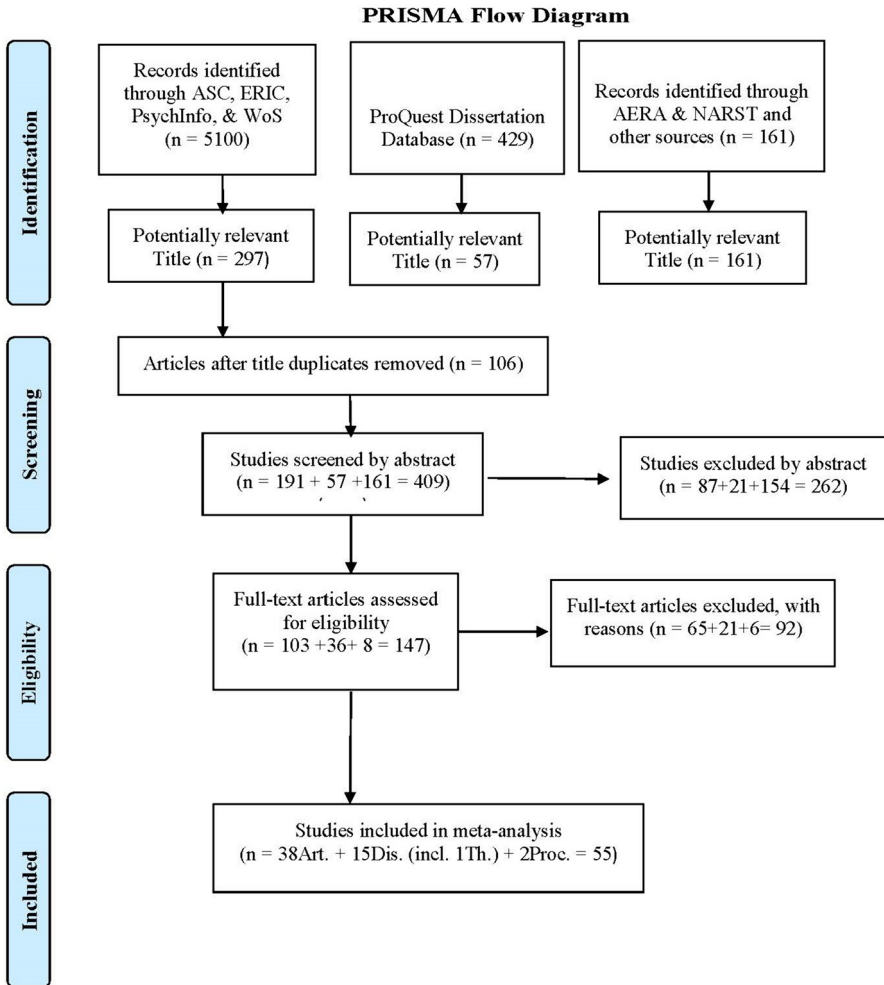 PRISMA Flow Diagram
Identification
Records identified
through ASC, ERIC,
PsychInfo, & WoS
(n = 5100)
ProQuest Dissertation
Database (n = 429)
Records identified through
AERA & NARST and
other sources (n = 161)
Potentially relevant
Title (n = 297)
Potentially relevant
Title (n = 57)
Potentially relevant
Title (n = 161)
Screening
Articles after title duplicates removed (n = 106)
Studies screened by abstract
(n = 191 + 57 +161 = 409)
Studies excluded by abstract
(n = 87+21+154 = 262)
Eligibility
Full-text articles assessed
for eligibility
(n = 103 +36+ 8 = 147)
Full-text articles excluded, with
reasons (n = 65+21+6= 92)
Included
Studies included in meta-analysis
(n = 38Art. + 15Dis. (incl. 1Th.) + 2Proc. = 55)